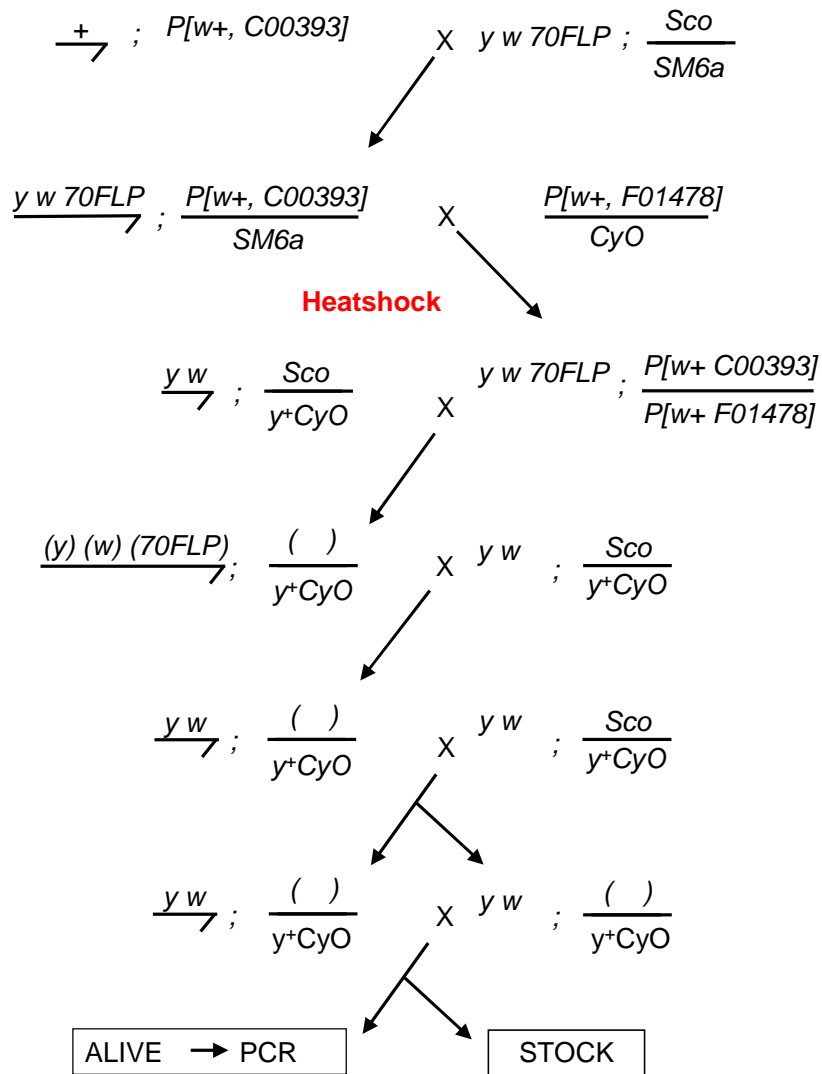 + ; P[w+, C00393] X y w 70FLP ; Sco
SM6a
y w 70FLP ; P[w+, C00393] X P[w+, F01478]
SM6a CyO
Heatshock
y w ; Sco X y w 70FLP ; P[w+ C00393]
y+CyO P[w+ F01478]
(y) (w) (70FLP) ; ( ) X y w ; Sco
y+CyO y+CyO
y w ; ( ) X y w ; Sco
y+CyO y+CyO
y w ; ( ) X y w ; ( )
y+CyO y+CyO
ALIVE → PCR STOCK